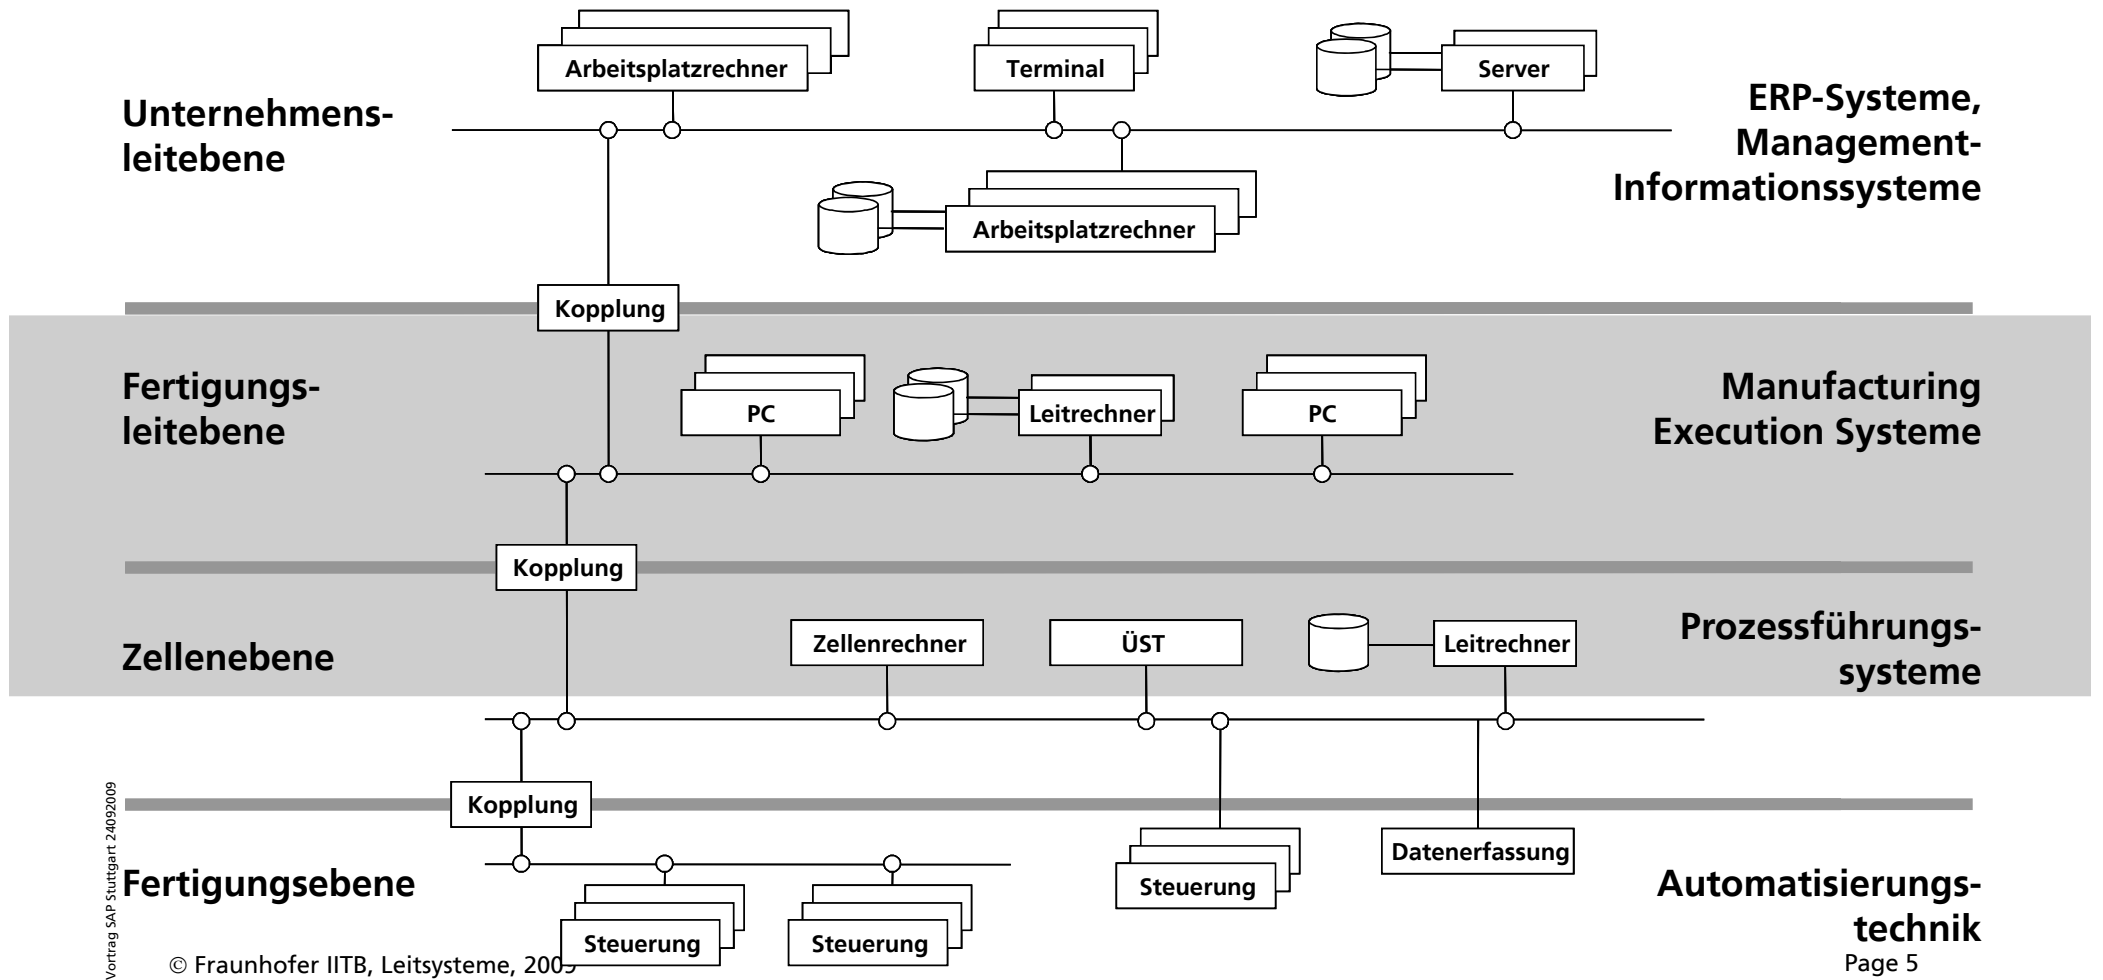 Arbeitsplatzrechner
Terminal
Server
Unternehmens-
leitebene
ERP-Systeme,
Management-
Informationssysteme
Arbeitsplatzrechner
Kopplung
Fertigungs-
leitebene
PC
Leitrechner
PC
Manufacturing
Execution Systeme
Kopplung
Zellenebene
Zellenrechner
ÜST
Leitrechner
Prozessführungs-
systeme
Kopplung
Fertigungsebene
Steuerung
Steuerung
Steuerung
Datenerfassung
Automatisierungs-
technik
Vortrag SAP Stuttgart 24092009
© Fraunhofer IITB, Leitsysteme, 2009
Page 5